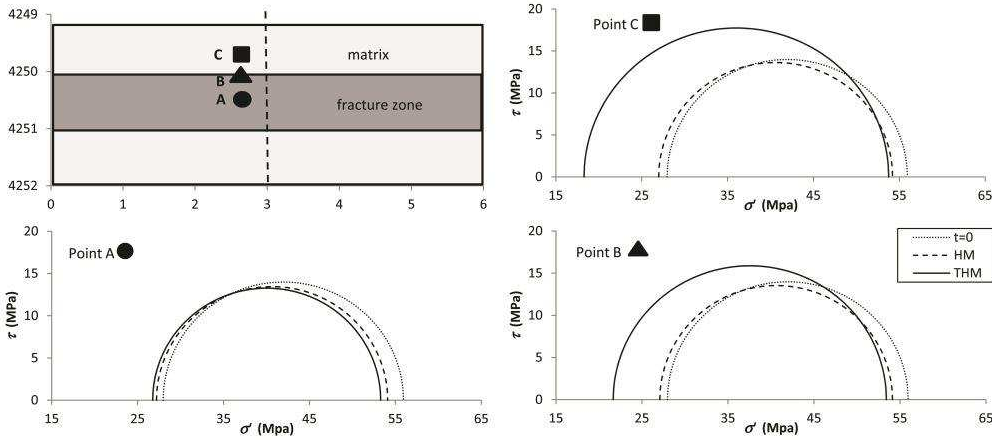 4249
4250
4251
4252
C
B
A
matrix
fracture zone
0 1 2 3 4 5 6
Point C
τ (MPa)
20
15
10
5
0
15 25 35 45 55 65
σ′ (Mpa)
Point A
τ (MPa)
20
15
10
5
0
15 25 35 45 55 65
σ′ (MPa)
Point B
τ (MPa)
20
15
10
5
0
15 25 35 45 55 65
σ′ (Mpa)
t=0
HM
THM